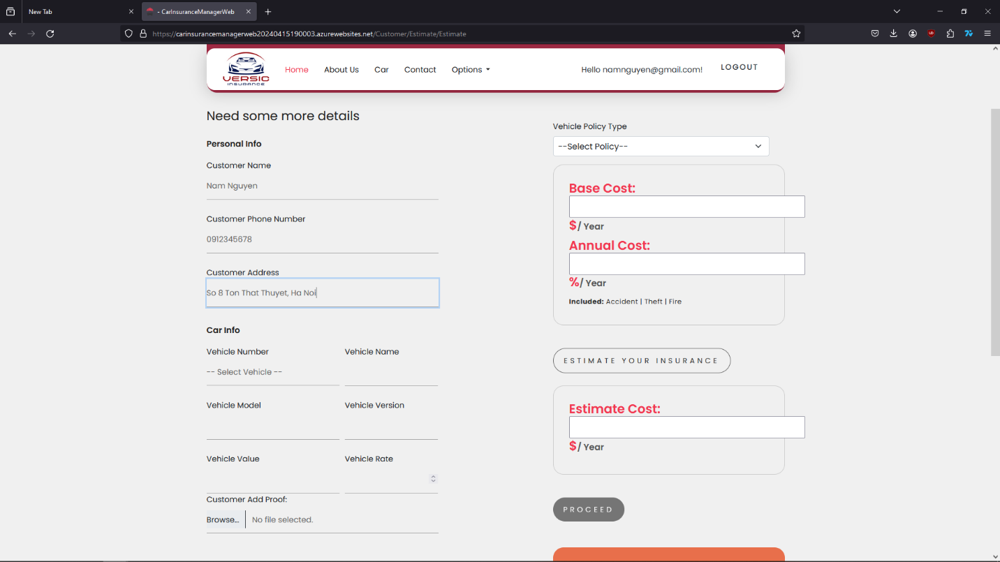 New Tab
- CarInsuranceManagerWeb
https://carinsurancemanagerweb20240415190003.azurewebsites.net/Customer/Estimate/Estimate
VERSIC
INSURANCE
Home
About Us
Car
Contact
Options
Hello namnguyen@gmail.com!
LOGOUT
Need some more details
Personal Info
Customer Name
Nam Nguyen
Customer Phone Number
0912345678
Customer Address
So 8 Ton That Thuyet, Ha Noi
Car Info
Vehicle Number
Vehicle Name
-- Select Vehicle --
Vehicle Model
Vehicle Version
Vehicle Value
Vehicle Rate
Customer Add Proof:
Browse...
No file selected.
Vehicle Policy Type
--Select Policy--
Base Cost:
$/ Year
Annual Cost:
%/ Year
Included: Accident | Theft | Fire
ESTIMATE YOUR INSURANCE
Estimate Cost:
$/ Year
PROCEED